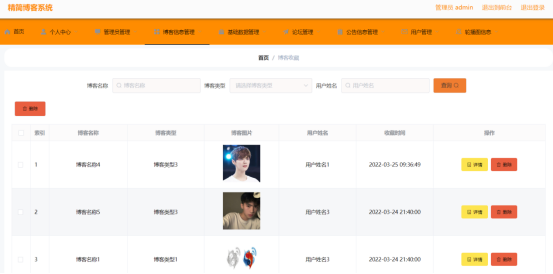 精简博客系统
管理员 admin 退出到前台 退出登录
首页 个人中心 管理员管理 博客信息管理 基础数据管理 论坛管理 公告信息管理 用户管理 轮播图信息
首页 / 博客收藏
博客名称 博客名称 博客类型 请选择博客类型 用户姓名 用户姓名 查询
删除
索引 博客名称 博客类型 博客图片 用户姓名 收藏时间 操作
1 博客名称4 博客类型3 用户姓名1 2022-03-25 09:36:49 详情 删除
2 博客名称5 博客类型3 用户姓名3 2022-03-24 21:40:00 详情 删除
3 博客名称1 博客类型1 用户姓名3 2022-03-24 21:40:00 详情 删除